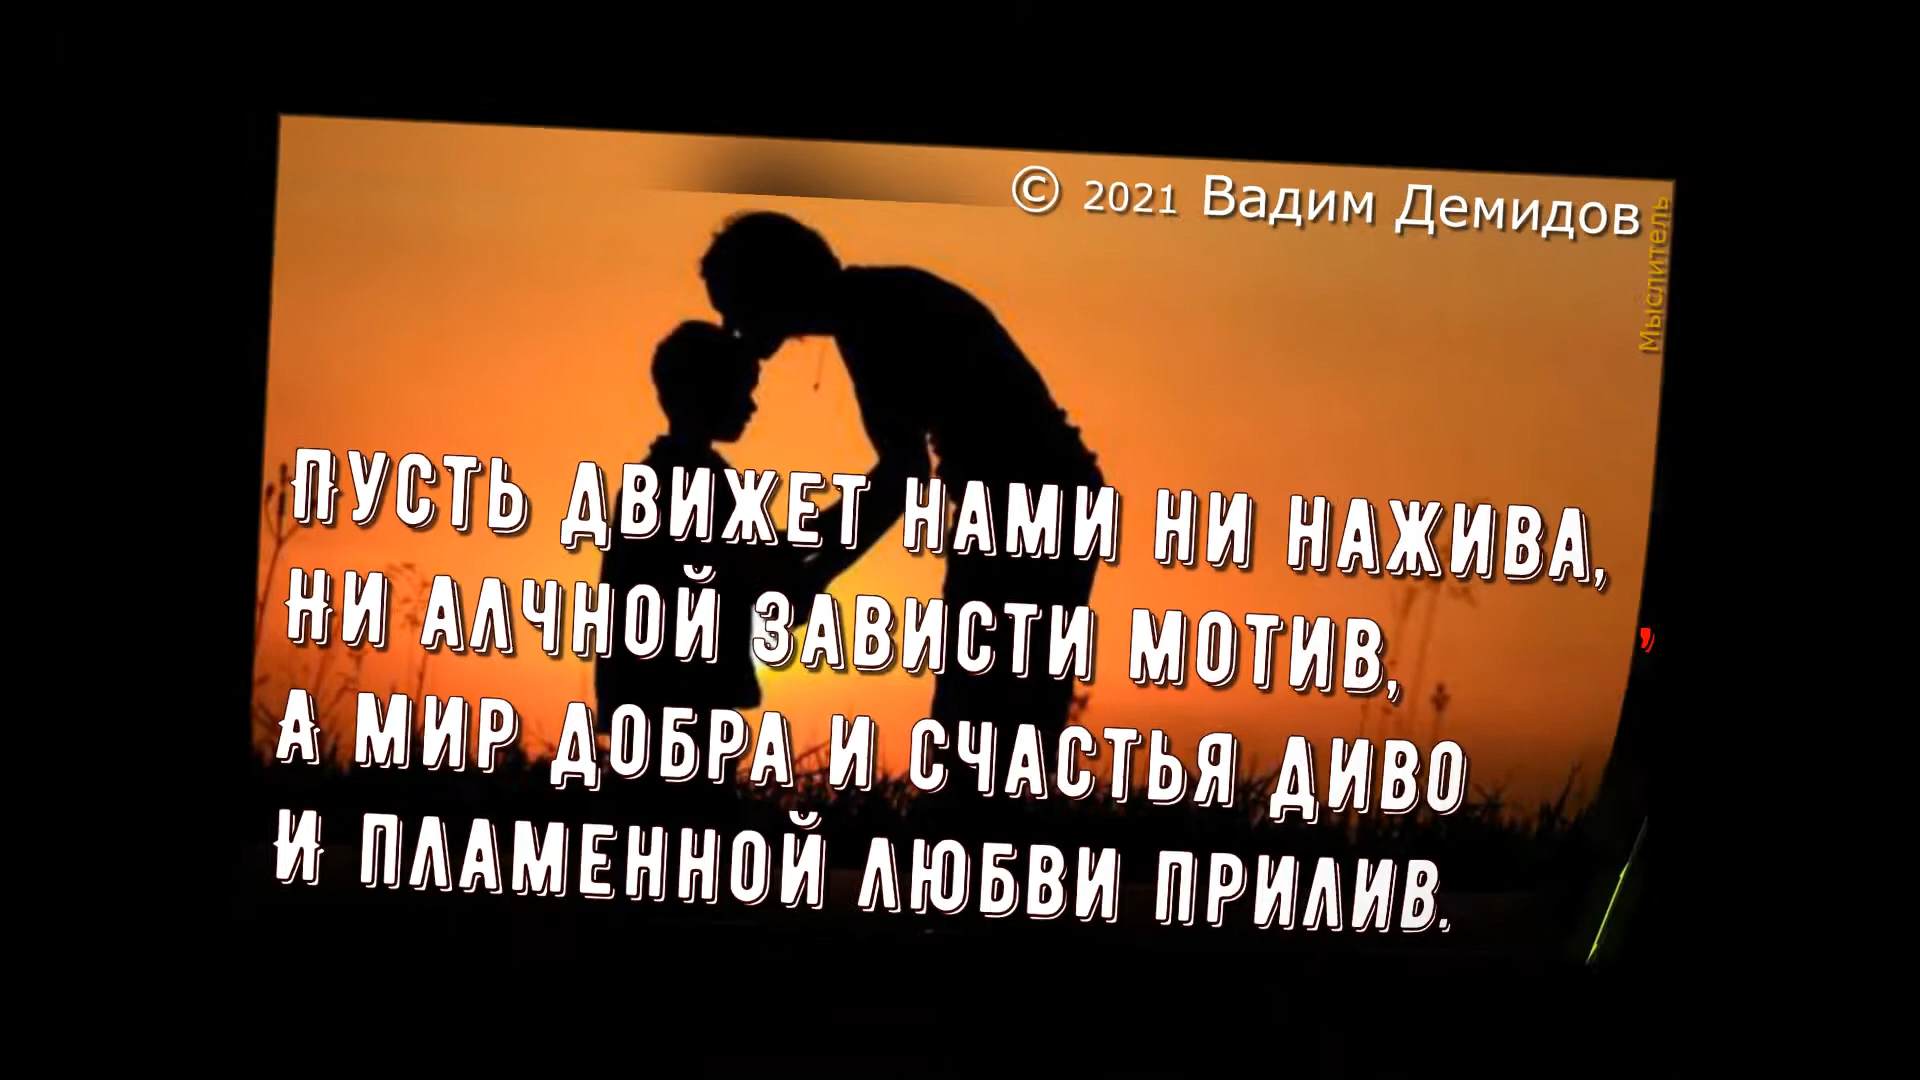 © 2021 Вадим Демидов
Мыслитель
ПУСТЬ ДВИЖЕТ НАМИ НИ НАЖИВА,
НИ АЛЧНОЙ ЗАВИСТИ МОТИВ,
А МИР ДОБРА И СЧАСТЬЯ ДИВО
И ПЛАМЕННОЙ ЛЮБВИ ПРИЛИВ.
,